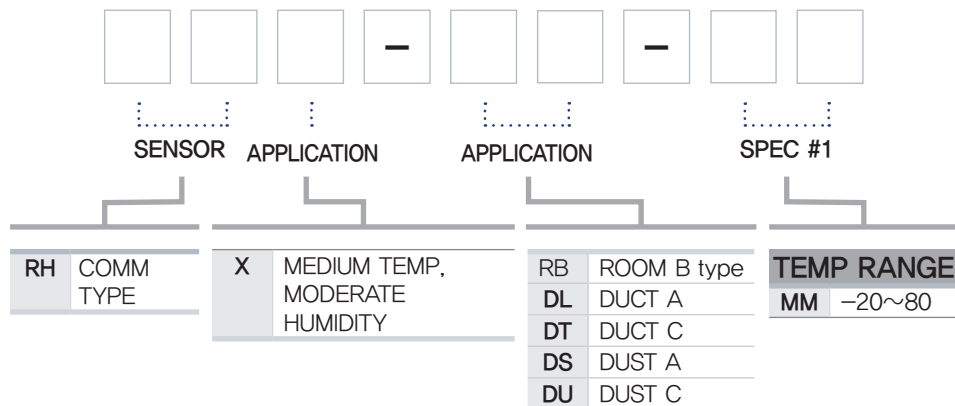 – –
SENSOR APPLICATION APPLICATION SPEC #1
RH COMM TYPE
X MEDIUM TEMP,
MODERATE
HUMIDITY
RB ROOM B type
DL DUCT A
DT DUCT C
DS DUST A
DU DUST C
TEMP RANGE
MM −20～80